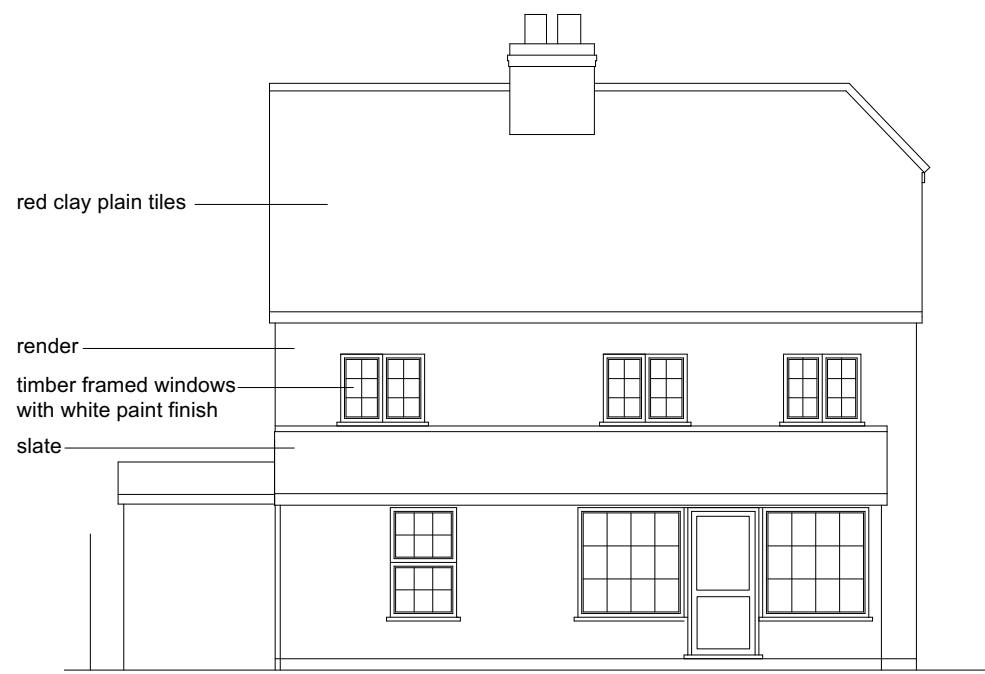 red clay plain tiles
render
timber framed windows
with white paint finish
slate